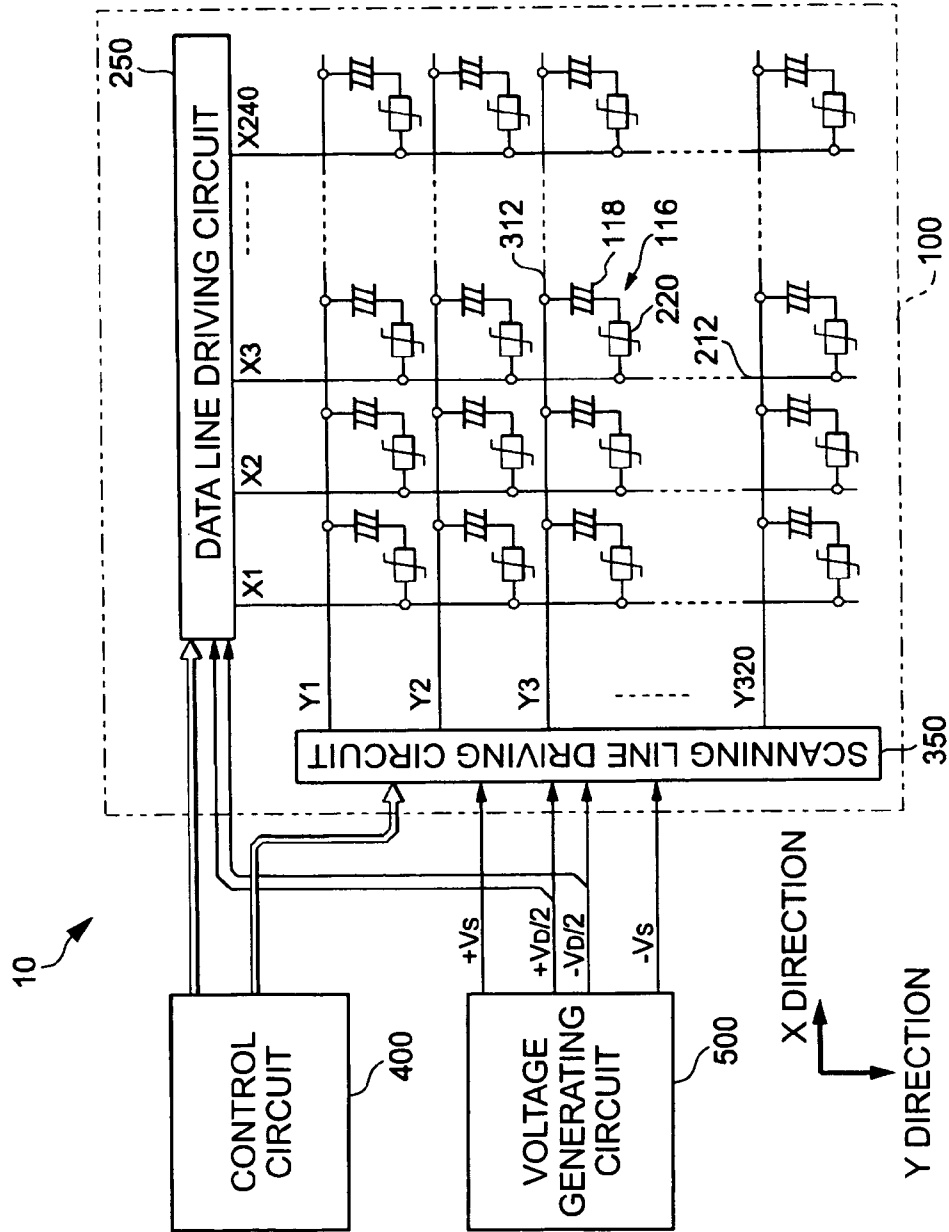 10
CONTROL
CIRCUIT
400
VOLTAGE
GENERATING
CIRCUIT
500
+VS
+VD/2
-VD/2
-VS
DATA LINE DRIVING CIRCUIT
250
X1
X2
X3
X240
SCANNING LINE DRIVING CIRCUIT
350
Y1
Y2
Y3
Y320
312
118
116
220
212
100
X DIRECTION
Y DIRECTION